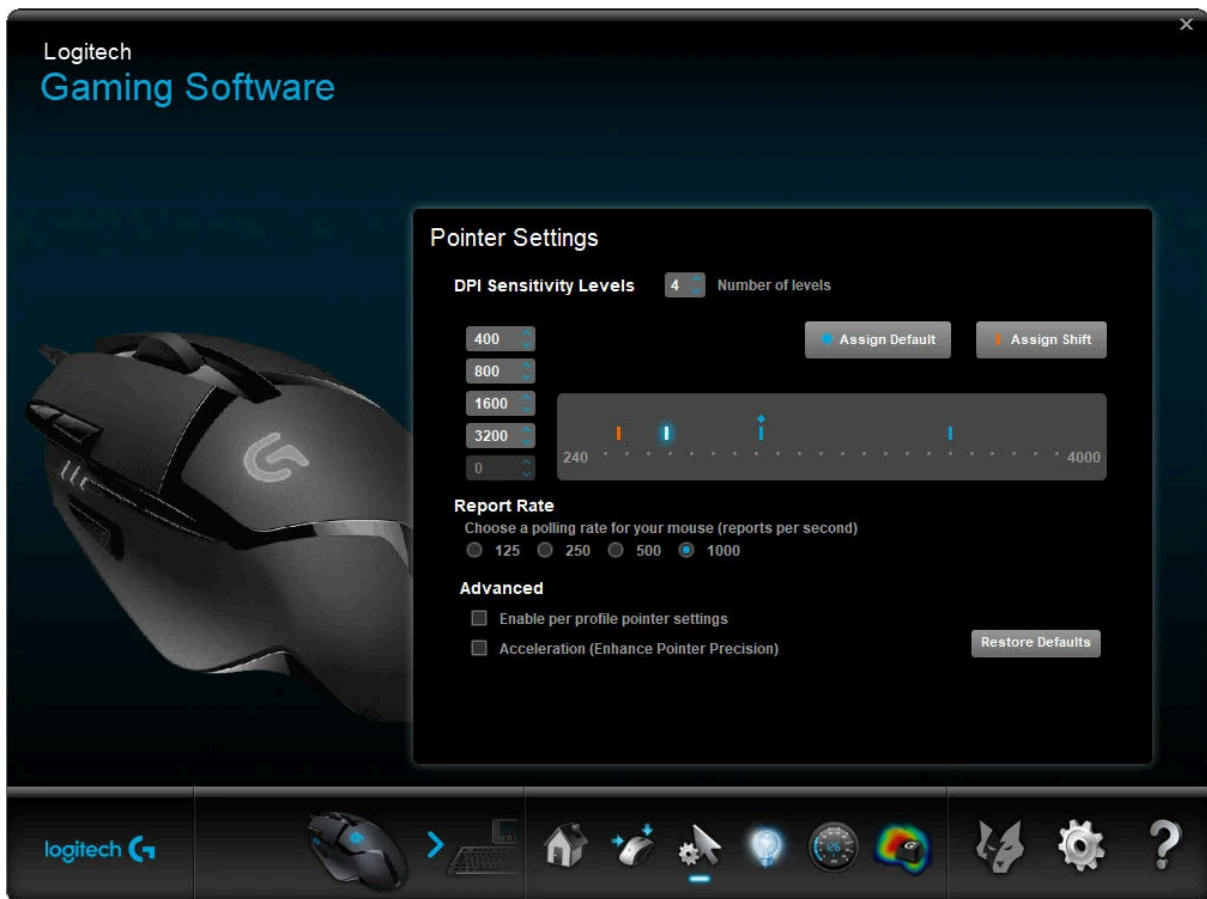 Logitech
Gaming Software
Pointer Settings
DPI Sensitivity Levels 4 Number of levels
400
Assign Default Assign Shift
800
1600
3200
240 4000
0
Report Rate
Choose a polling rate for your mouse (reports per second)
125 250 500 1000
Advanced
Enable per profile pointer settings
Acceleration (Enhance Pointer Precision)
Restore Defaults
logitech G